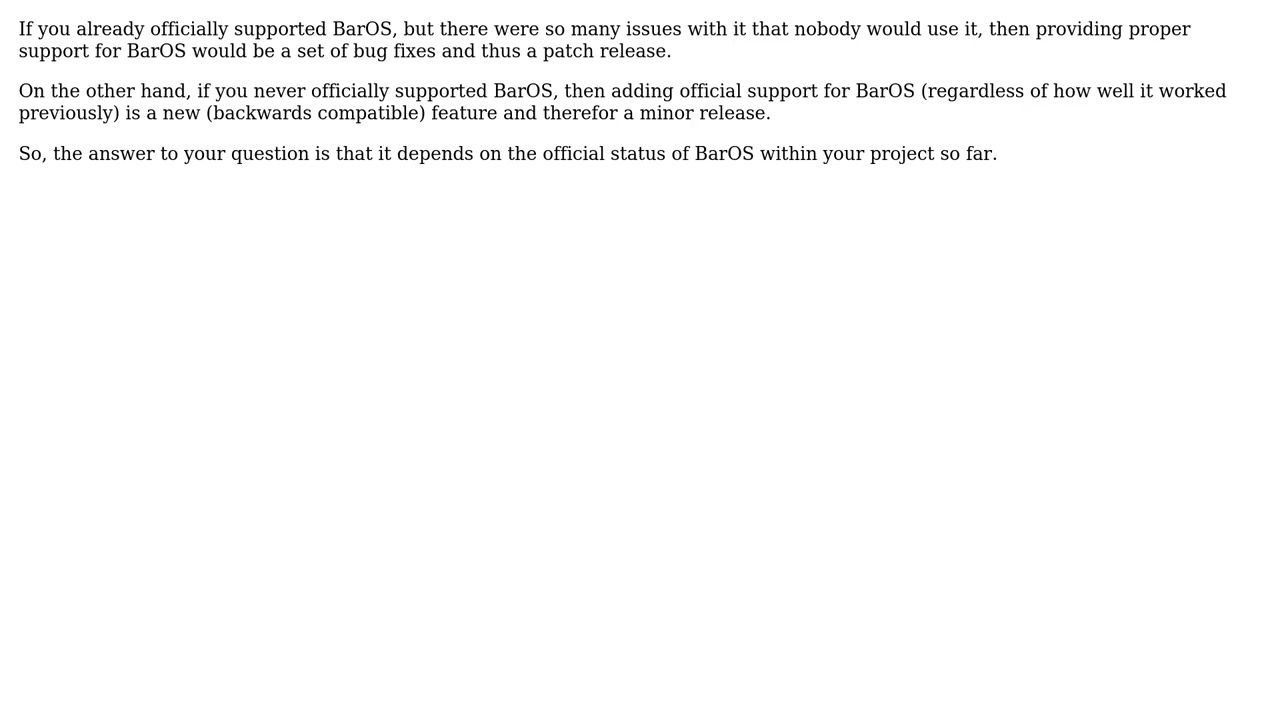 If you already officially supported BarOS, but there were so many issues with it that nobody would use it, then providing proper
support for BarOS would be a set of bug fixes and thus a patch release.
On the other hand, if you never officially supported BarOS, then adding official support for BarOS (regardless of how well it worked
previously) is a new (backwards compatible) feature and therefor a minor release.
So, the answer to your question is that it depends on the official status of BarOS within your project so far.